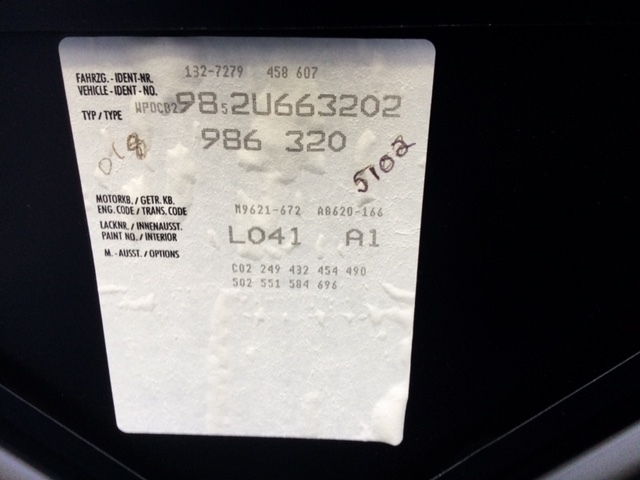 132-7279 458 607
FAHRZG. - IDENT-NR.
VEHICLE - IDENT - NO.
WP0CB2985 2U663202
TYP / TYPE 986 320
5102
MOTORKB. / GETR. KB.
ENG. CODE / TRANS. CODE M9621-672 A8620-166
LACKNR. / INNENAUSST.
PAINT NO. / INTERIOR L041 A1
M. - AUSST. / OPTIONS
C02 249 432 454 490
502 551 584 696